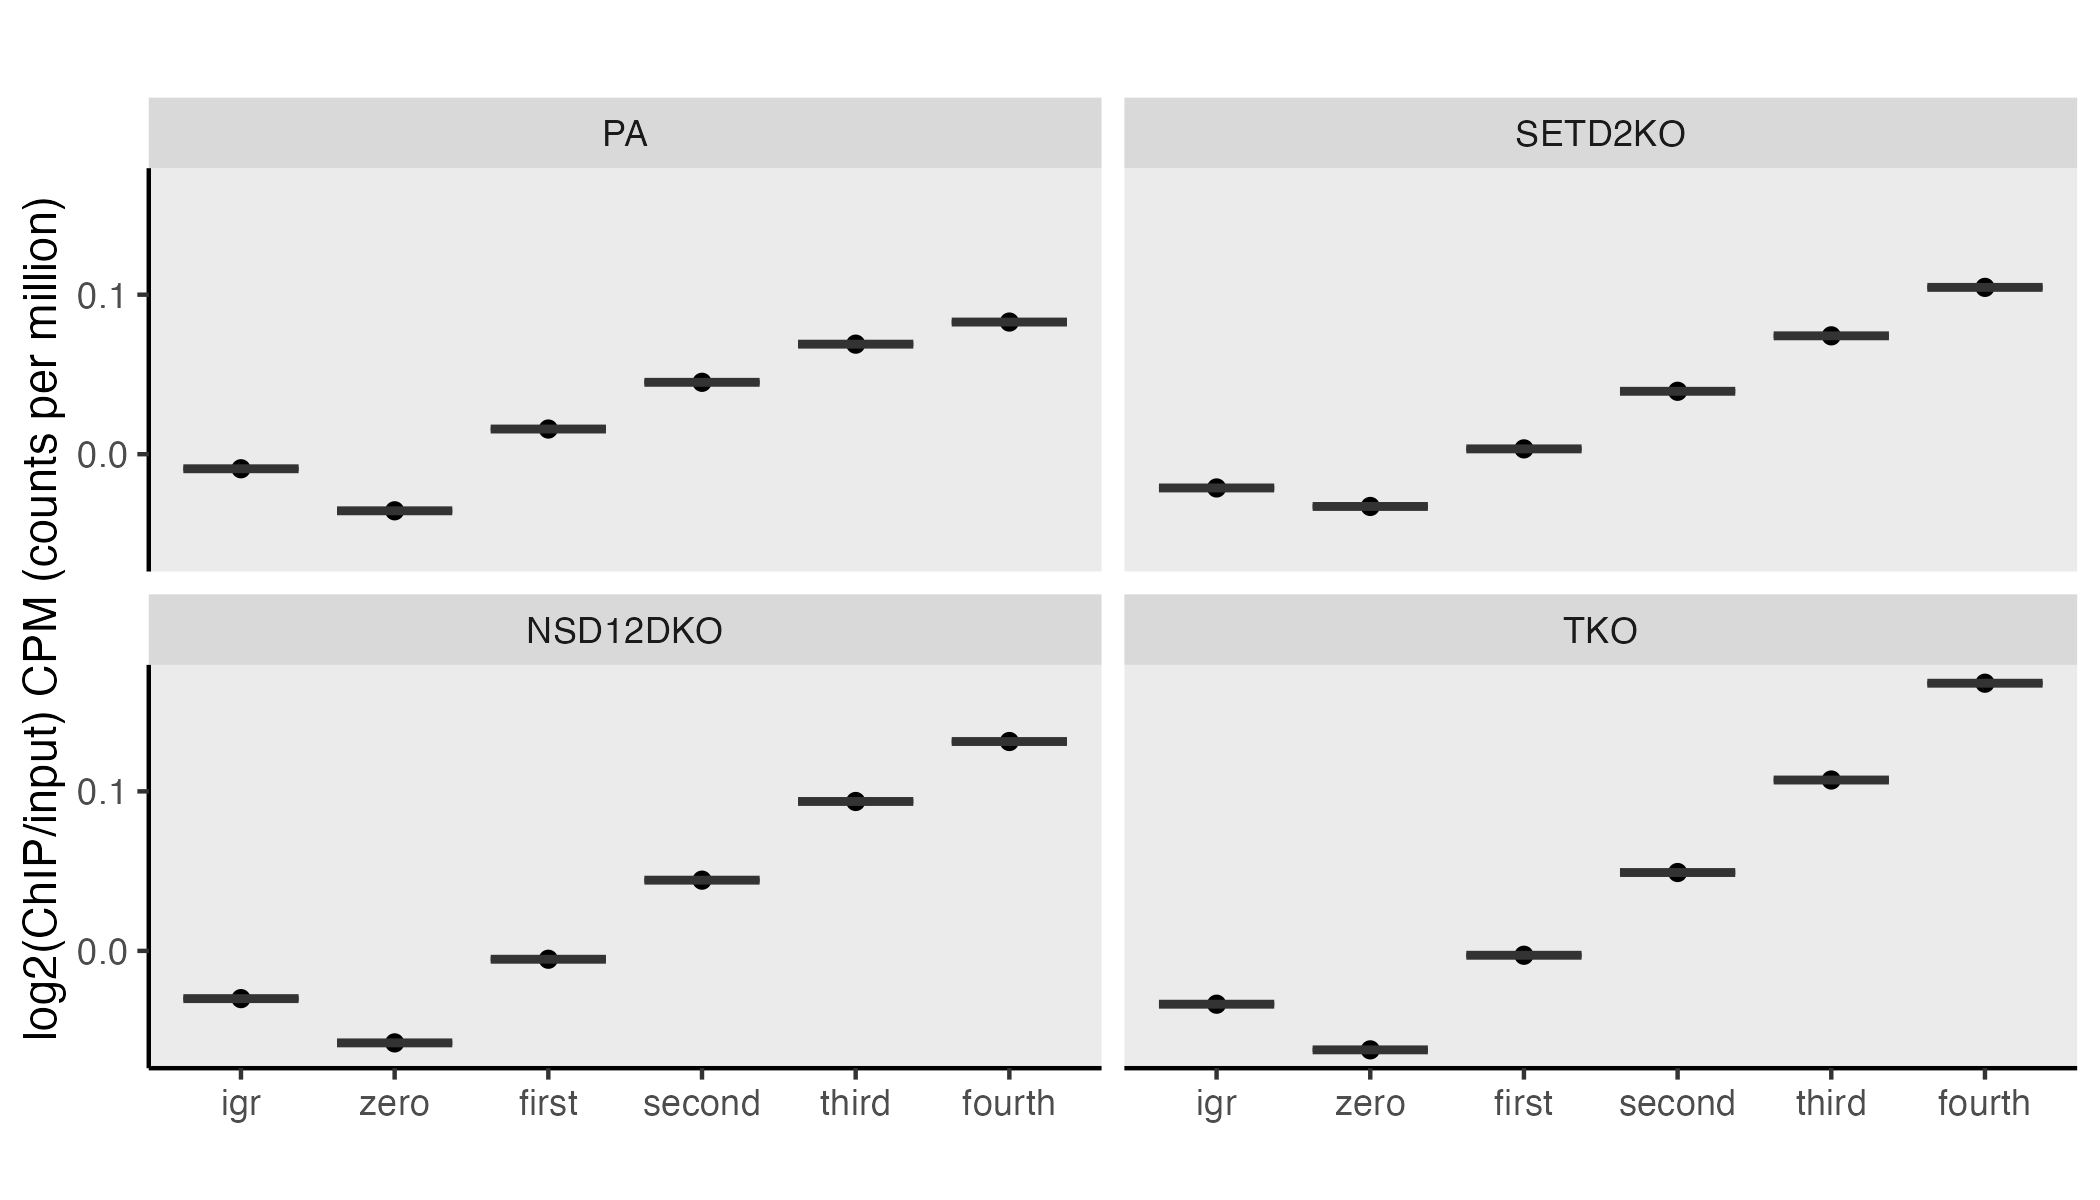 PA
SETD2KO
0.1
0.0
NSD12DKO
TKO
0.1
0.0
log2(ChIP/input) CPM (counts per million)
igr zero first second third fourth
igr zero first second third fourth